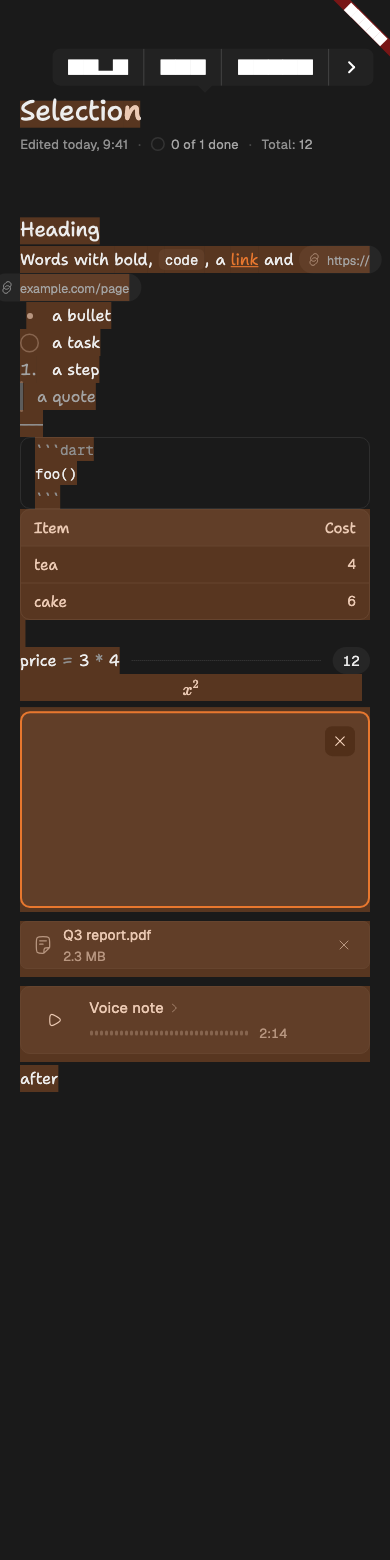 Selection
Edited today, 9:41 · 0 of 1 done · Total: 12
Heading
Words with bold, code , a link and https://
example.com/page
• a bullet
a task
1. a step
a quote
```dart
foo()
```
Item Cost
tea 4
cake 6
price = 3 * 4 12
x²
Q3 report.pdf
2.3 MB
Voice note
2:14
after